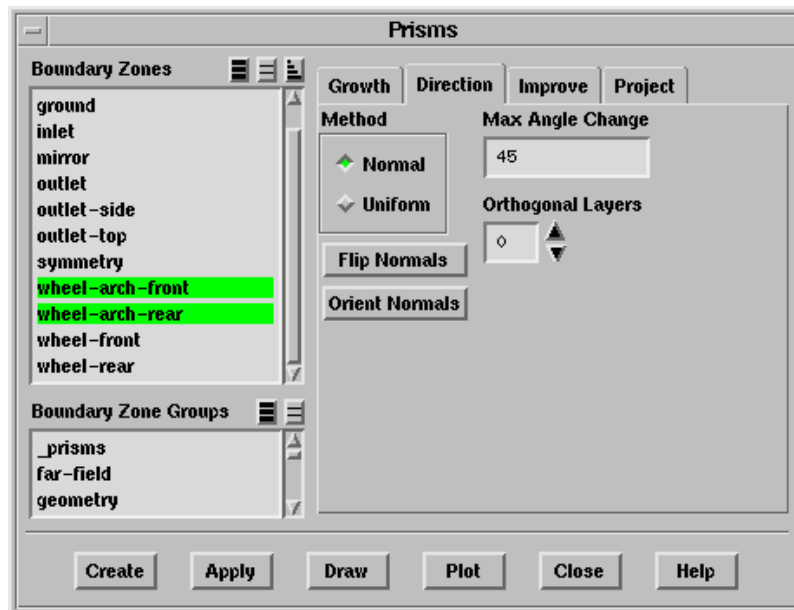 Prisms
Boundary Zones
ground
inlet
mirror
outlet
outlet-side
outlet-top
symmetry
wheel-arch-front
wheel-arch-rear
wheel-front
wheel-rear
Boundary Zone Groups
_prisms
far-field
geometry
Growth Direction Improve Project
Method Max Angle Change
Normal 45
Uniform Orthogonal Layers
0
Flip Normals
Orient Normals
Create Apply Draw Plot Close Help